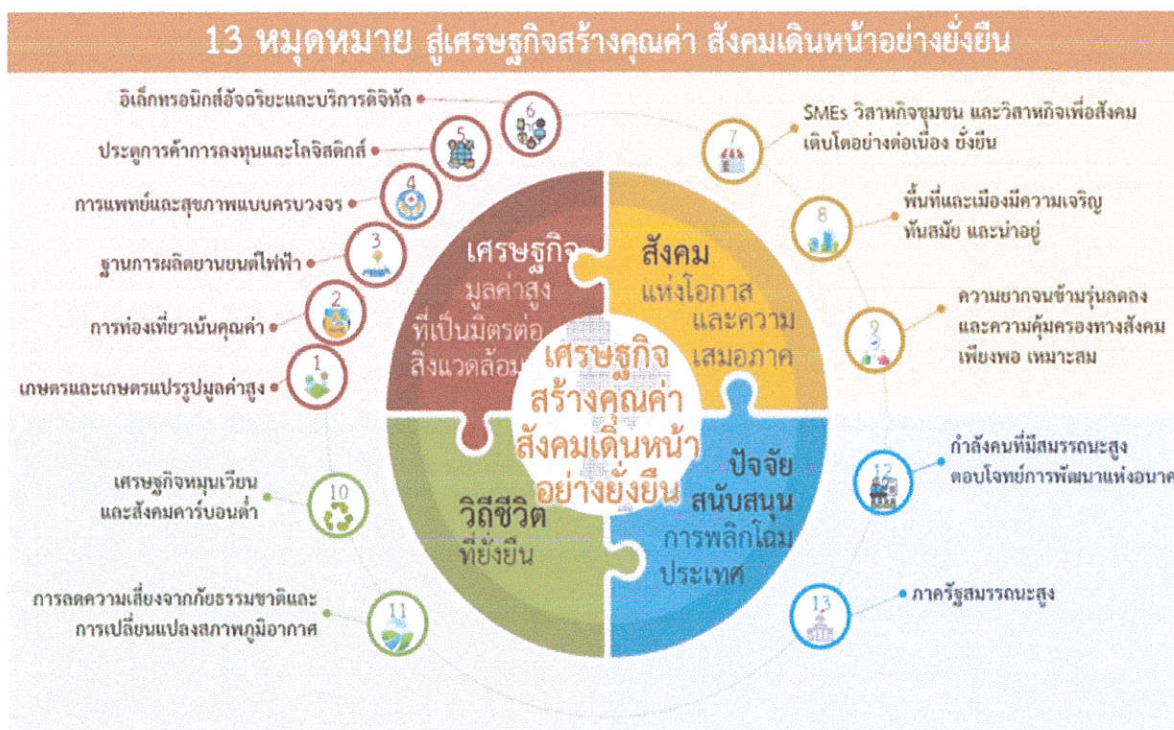 13 หมุดหมาย สู่เศรษฐกิจสร้างคุณค่า สังคมเดินหน้าอย่างยั่งยืน
อิเล็กทรอนิกส์อัจฉริยะและบริการดิจิทัล
6
ประตูการค้าการลงทุนและโลจิสติกส์
5
การแพทย์และสุขภาพแบบครบวงจร
4
ฐานการผลิตยานยนต์ไฟฟ้า
3
การท่องเที่ยวเน้นคุณค่า
2
เกษตรและเกษตรแปรรูปมูลค่าสูง
1
7
SMEs วิสาหกิจชุมชน และวิสาหกิจเพื่อสังคม
เติบโตอย่างต่อเนื่อง ยั่งยืน
8
พื้นที่และเมืองมีความเจริญ
ทันสมัย และน่าอยู่
9
ความยากจนข้ามรุ่นลดลง
และความคุ้มครองทางสังคม
เพียงพอ เหมาะสม
เศรษฐกิจ
มูลค่าสูง
ที่เป็นมิตรต่อ
สิ่งแวดล้อม
สังคม
แห่งโอกาส
และความ
เสมอภาค
เศรษฐกิจ
สร้างคุณค่า
สังคมเดินหน้า
อย่างยั่งยืน
วิถีชีวิต
ที่ยั่งยืน
ปัจจัย
สนับสนุน
การพลิกโฉม
ประเทศ
เศรษฐกิจหมุนเวียน
และสังคมคาร์บอนต่ำ
10
การลดความเสี่ยงจากภัยธรรมชาติและ
การเปลี่ยนแปลงสภาพภูมิอากาศ
11
12
กำลังคนที่มีสมรรถนะสูง
ตอบโจทย์การพัฒนาแห่งอนาค
13
ภาครัฐสมรรถนะสูง